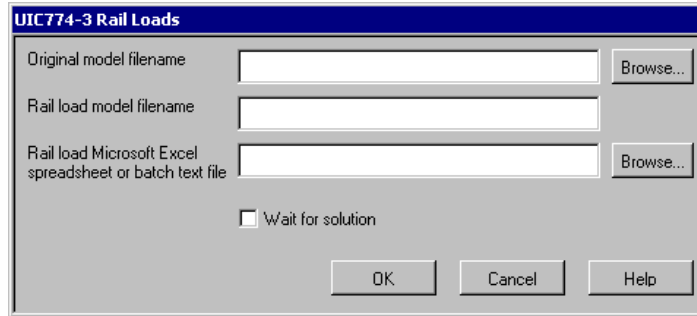 UIC774-3 Rail Loads
Original model filename
Browse...
Rail load model filename
Rail load Microsoft Excel
spreadsheet or batch text file
Browse...
Wait for solution
OK
Cancel
Help